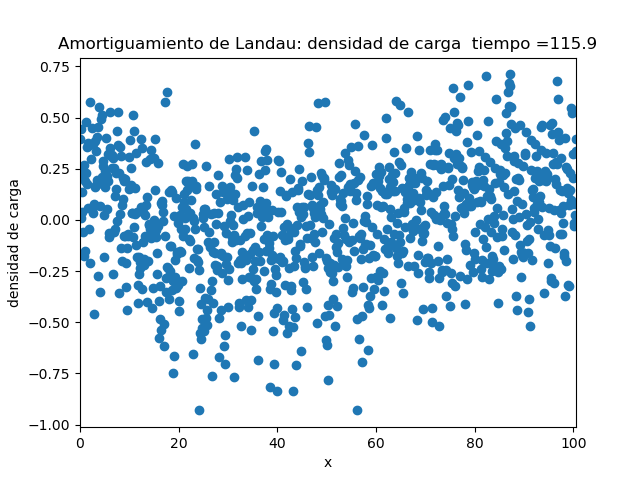 Amortiguamiento de Landau: densidad de carga  tiempo =115.9
0.75
0.50
0.25
0.00
−0.25
−0.50
−0.75
−1.00
densidad de carga
0 20 40 60 80 100
x